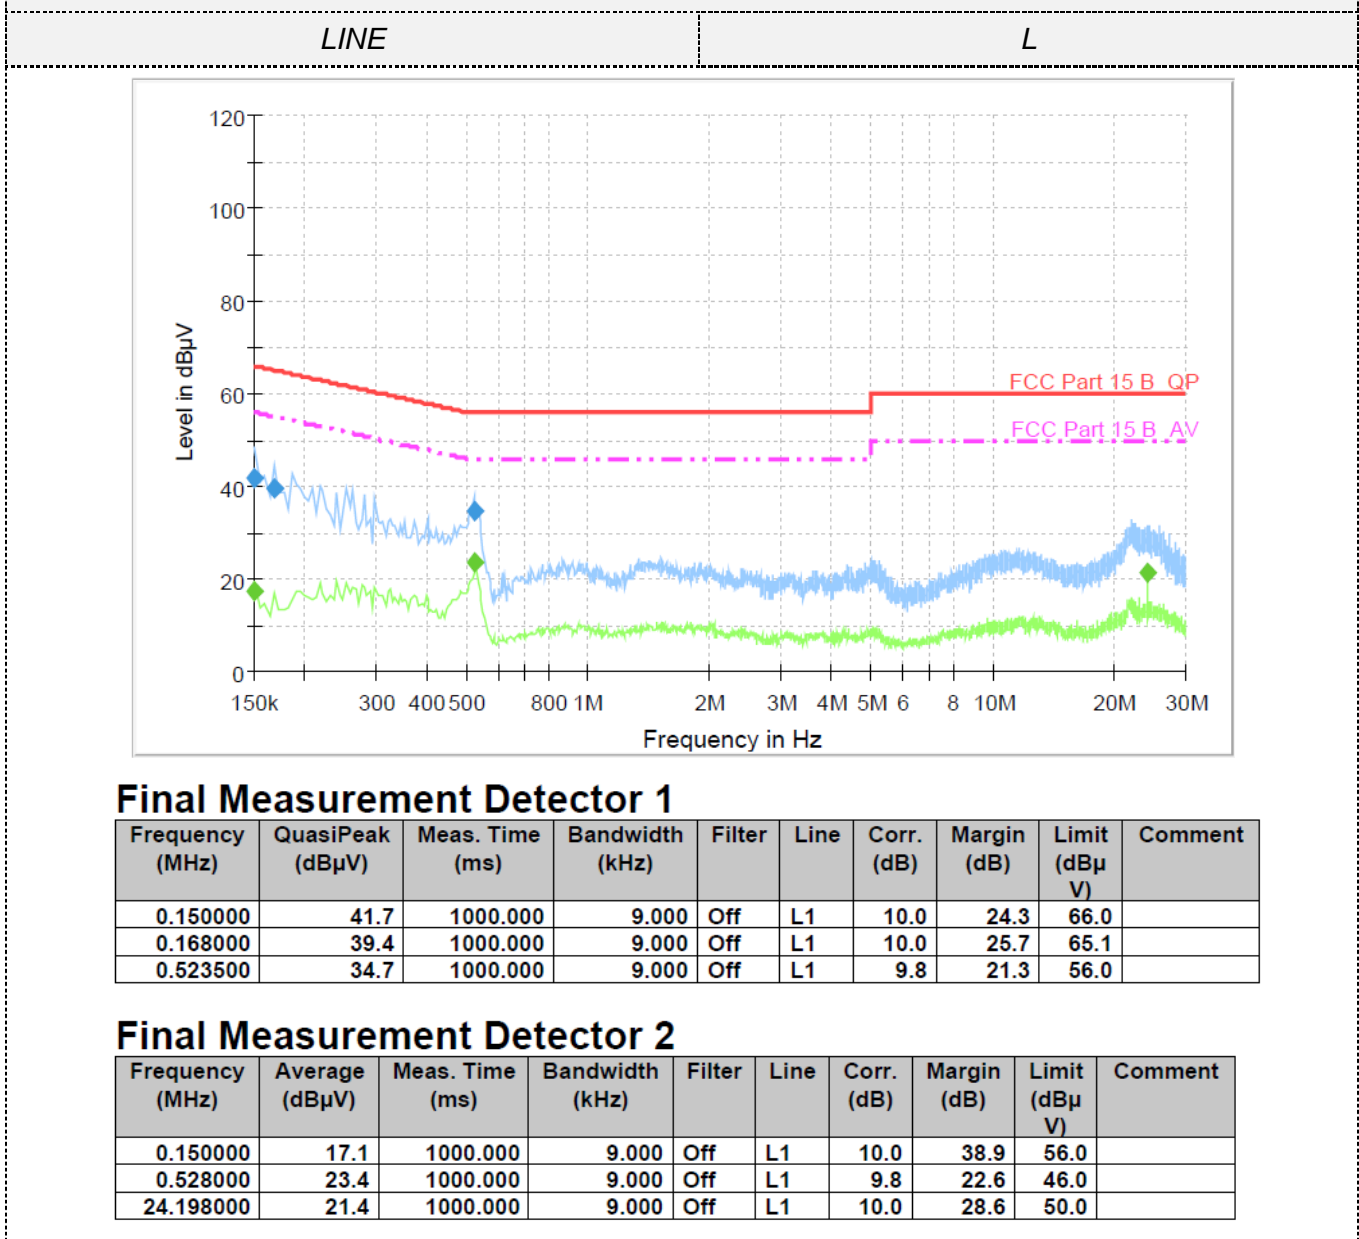 LINE L
120
100
80
60
40
20
0
Level in dBµV
FCC Part 15 B QP
FCC Part 15 B AV
150k 300 400 500 800 1M 2M 3M 4M 5M 6 8 10M 20M 30M
Frequency in Hz
Final Measurement Detector 1
Frequency QuasiPeak Meas. Time Bandwidth Filter Line Corr. Margin Limit Comment
(MHz) (dBµV) (ms) (kHz) (dB) (dB) (dBµ
V)
0.150000 41.7 1000.000 9.000 Off L1 10.0 24.3 66.0
0.168000 39.4 1000.000 9.000 Off L1 10.0 25.7 65.1
0.523500 34.7 1000.000 9.000 Off L1 9.8 21.3 56.0
Final Measurement Detector 2
Frequency Average Meas. Time Bandwidth Filter Line Corr. Margin Limit Comment
(MHz) (dBµV) (ms) (kHz) (dB) (dB) (dBµ
V)
0.150000 17.1 1000.000 9.000 Off L1 10.0 38.9 56.0
0.528000 23.4 1000.000 9.000 Off L1 9.8 22.6 46.0
24.198000 21.4 1000.000 9.000 Off L1 10.0 28.6 50.0